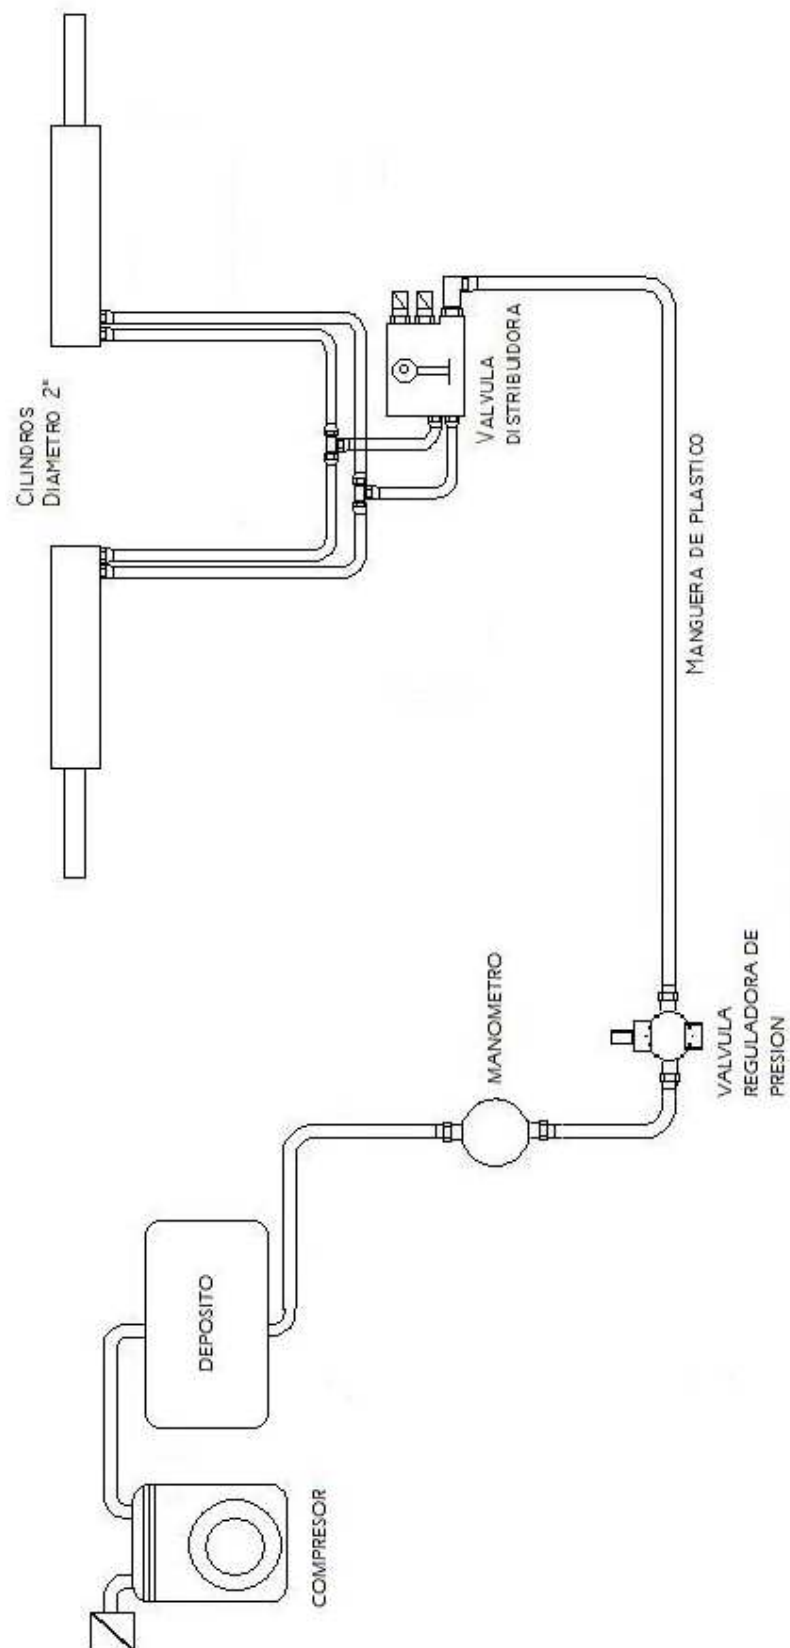 COMPRESOR
DEPOSITO
MANOMETRO
VALVULA
REGULADORA DE
PRESION
MANGUERA DE PLASTICO
VALVULA
DISTRIBUIDORA
CILINDROS
DIAMETRO 2"